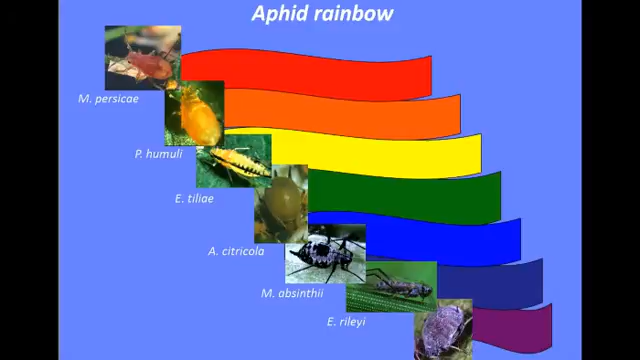 Aphid rainbow
M. persicae
P. humuli
E. tiliae
A. citricola
M. absinthii
E. rileyi